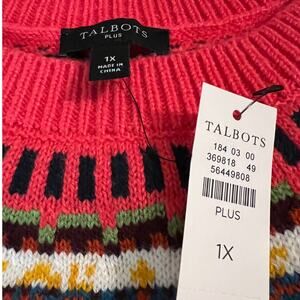 TALBOTS
PLUS
1X
MADE IN
CHINA
TALBOTS
184 03 00
369818 49
56449808
PLUS
1X